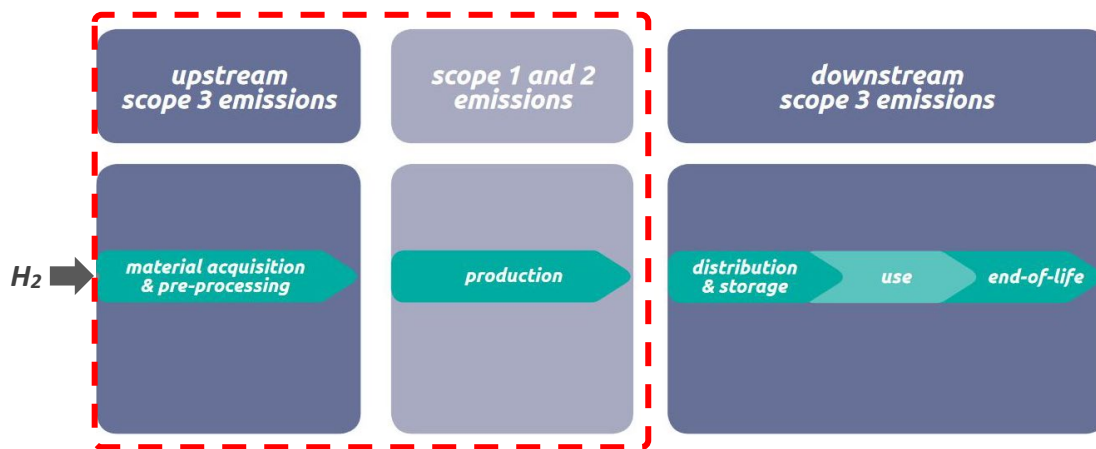 upstream
scope 3 emissions
scope 1 and 2
emissions
downstream
scope 3 emissions
H2
material acquisition
& pre-processing
production
distribution
& storage
use
end-of-life